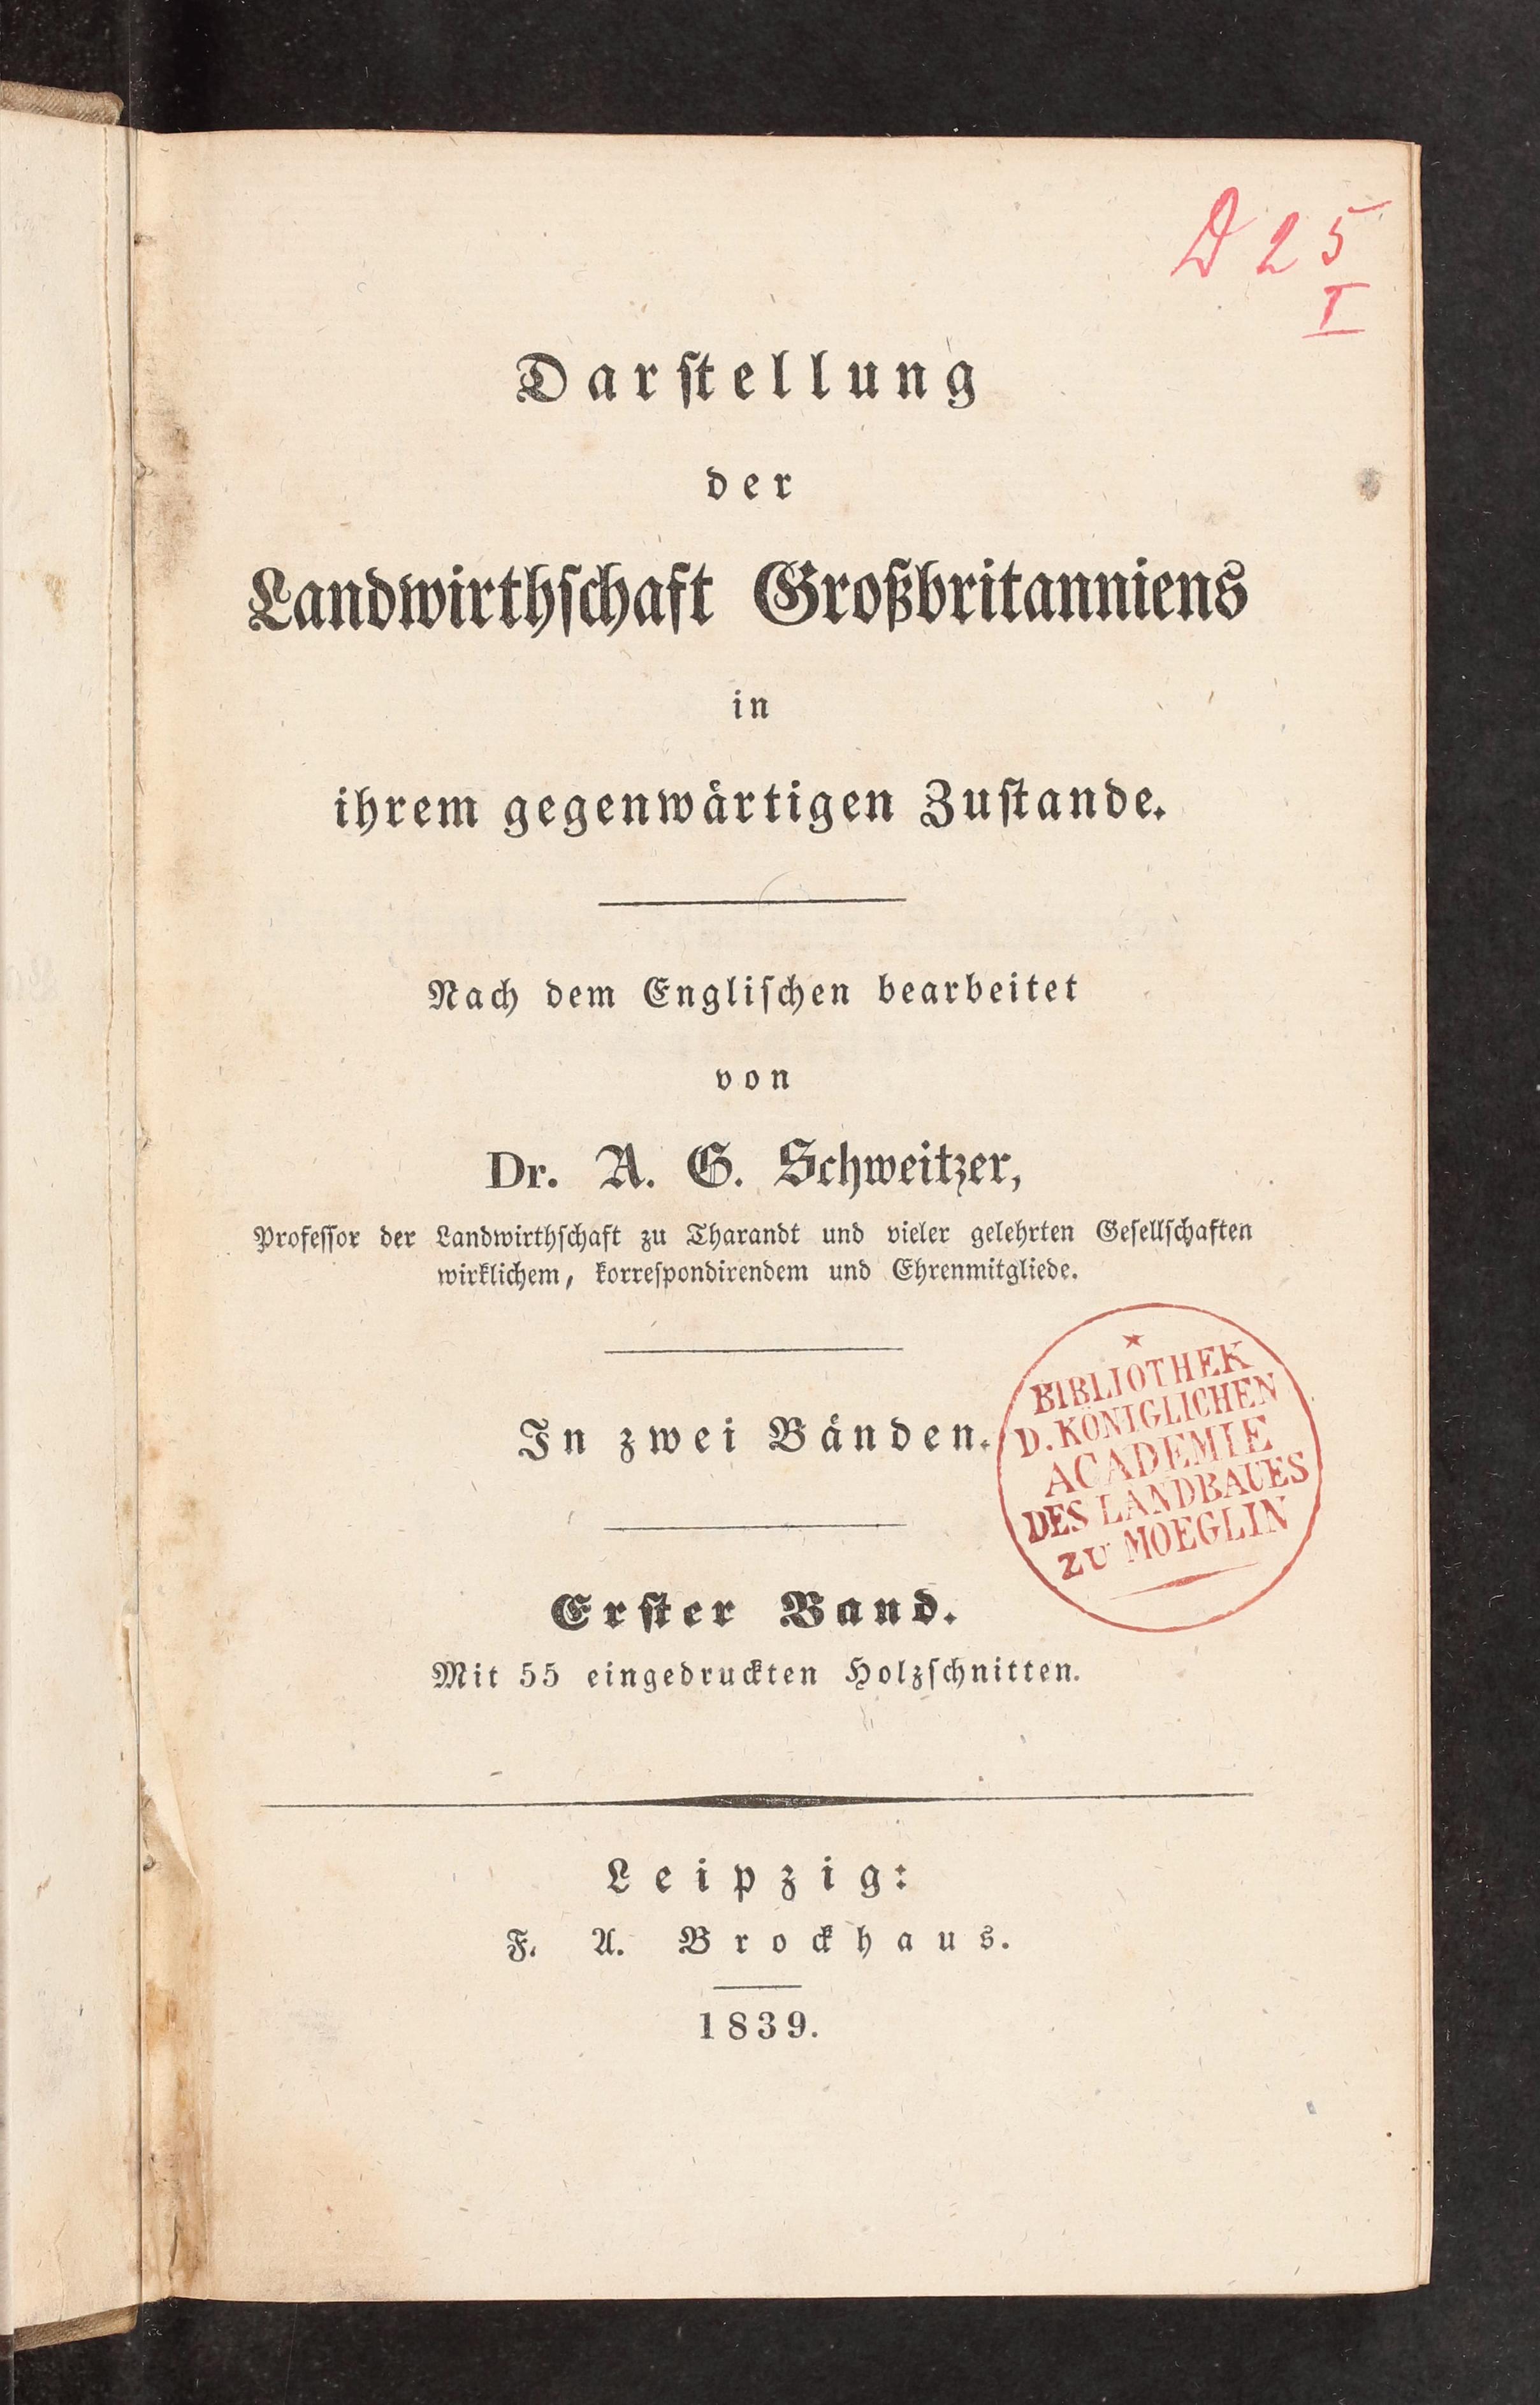 D 25
I
Darstellung
der
Landwirthschaft Großbritanniens
in
ihrem gegenwärtigen Zustande.
Nach dem Englischen bearbeitet
von
Dr. A. G. Schweitzer,
Professor der Landwirthschaft zu Tharandt und vieler gelehrten Gesellschaften
wirklichem, korrespondirendem und Ehrenmitgliede.
In zwei Bänden.
BIBLIOTHEK
D. KÖNIGLICHEN
ACADEMIE
DES LANDBAUES
ZU MOEGLIN
Erster Band.
Mit 55 eingedruckten Holzschnitten.
Leipzig:
F. A. Brockhaus.
1839.